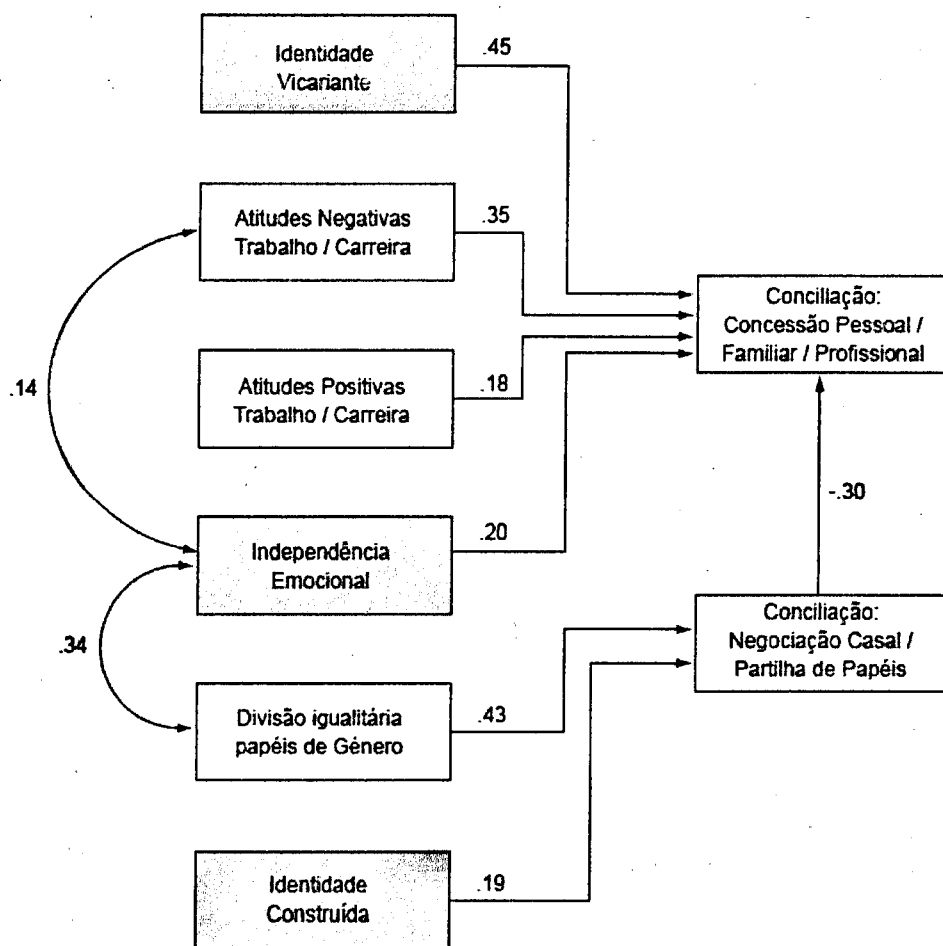 Identidade
Vicariante
.45
Atitudes Negativas
Trabalho / Carreira
.35
Atitudes Positivas
Trabalho / Carreira
.18
.14
Independência
Emocional
.20
.34
Divisão igualitária
papéis de Género
.43
Identidade
Construída
.19
Conciliação:
Concessão Pessoal /
Familiar / Profissional
-.30
Conciliação:
Negociação Casal /
Partilha de Papéis